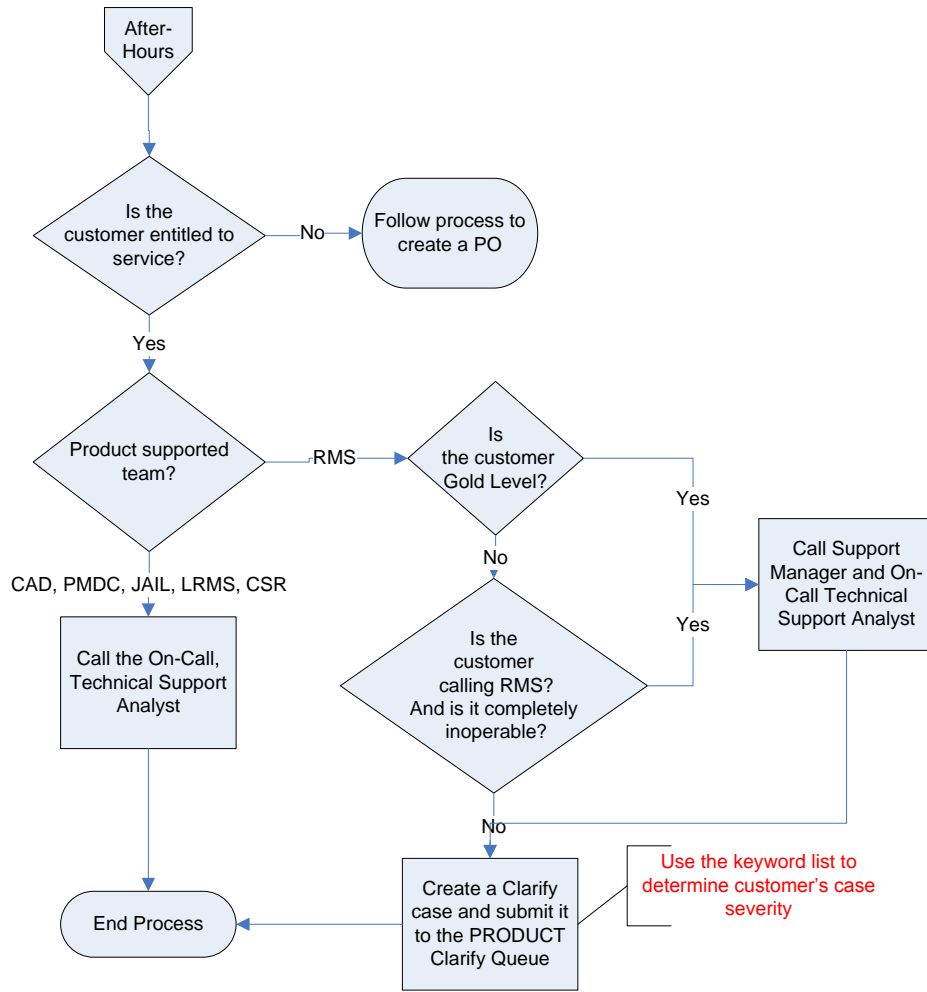 After-
Hours
Is the
customer entitled to
service?
No
Follow process to
create a PO
Yes
Product supported
team?
RMS
Is
the customer
Gold Level?
Yes
No
CAD, PMDC, JAIL, LRMS, CSR
Call Support
Manager and On-
Call Technical
Support Analyst
Call the On-Call,
Technical Support
Analyst
Is the
customer
calling RMS?
And is it completely
inoperable?
Yes
No
Create a Clarify
case and submit it
to the PRODUCT
Clarify Queue
Use the keyword list to
determine customer's case
severity
End Process